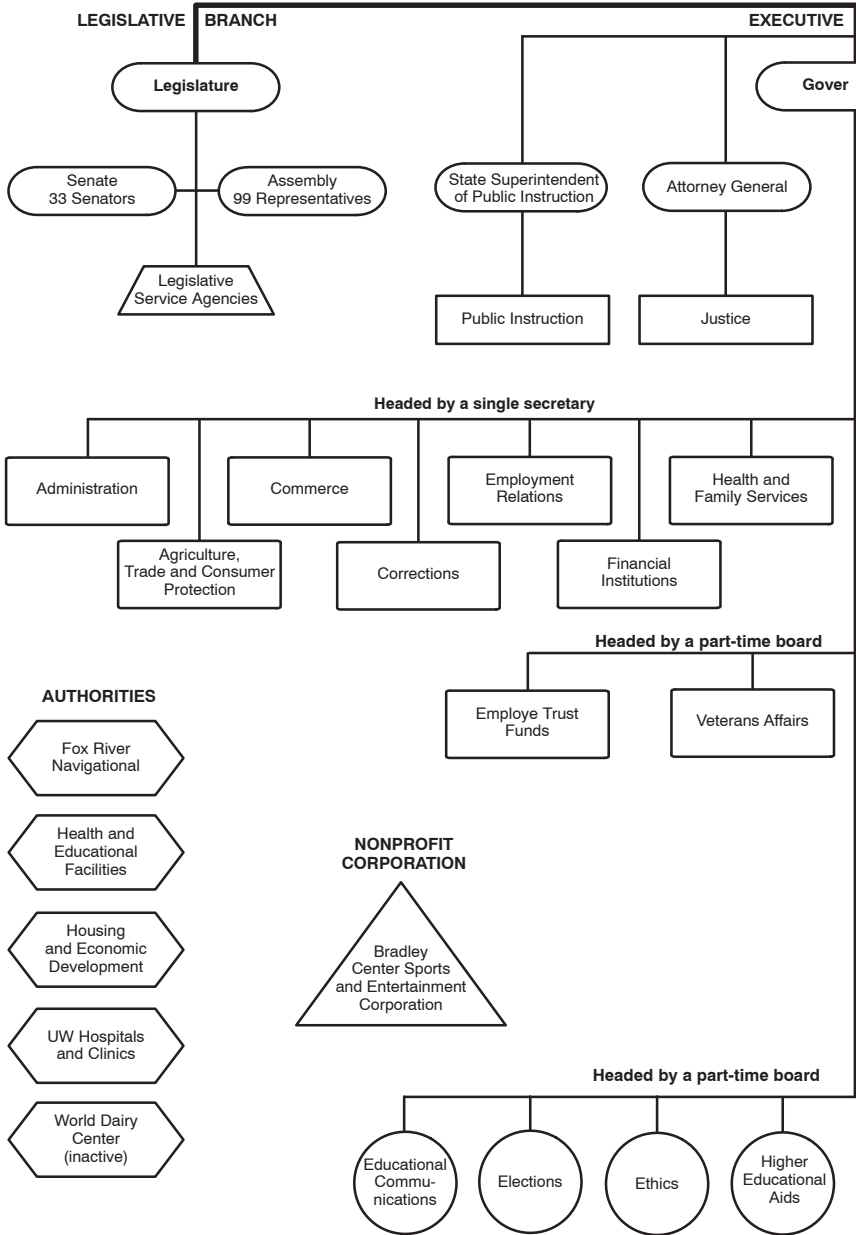 LEGISLATIVE BRANCH
EXECUTIVE
Legislature
Gover
Senate
33 Senators
Assembly
99 Representatives
State Superintendent
of Public Instruction
Attorney General
Legislative
Service Agencies
Public Instruction
Justice
Headed by a single secretary
Administration
Commerce
Employment
Relations
Health and
Family Services
Agriculture,
Trade and Consumer
Protection
Corrections
Financial
Institutions
Headed by a part-time board
Employe Trust
Funds
Veterans Affairs
AUTHORITIES
Fox River
Navigational
Health and
Educational
Facilities
Housing
and Economic
Development
UW Hospitals
and Clinics
World Dairy
Center
(inactive)
NONPROFIT
CORPORATION
Bradley
Center Sports
and Entertainment
Corporation
Headed by a part-time board
Educational
Commu-
nications
Elections
Ethics
Higher
Educational
Aids